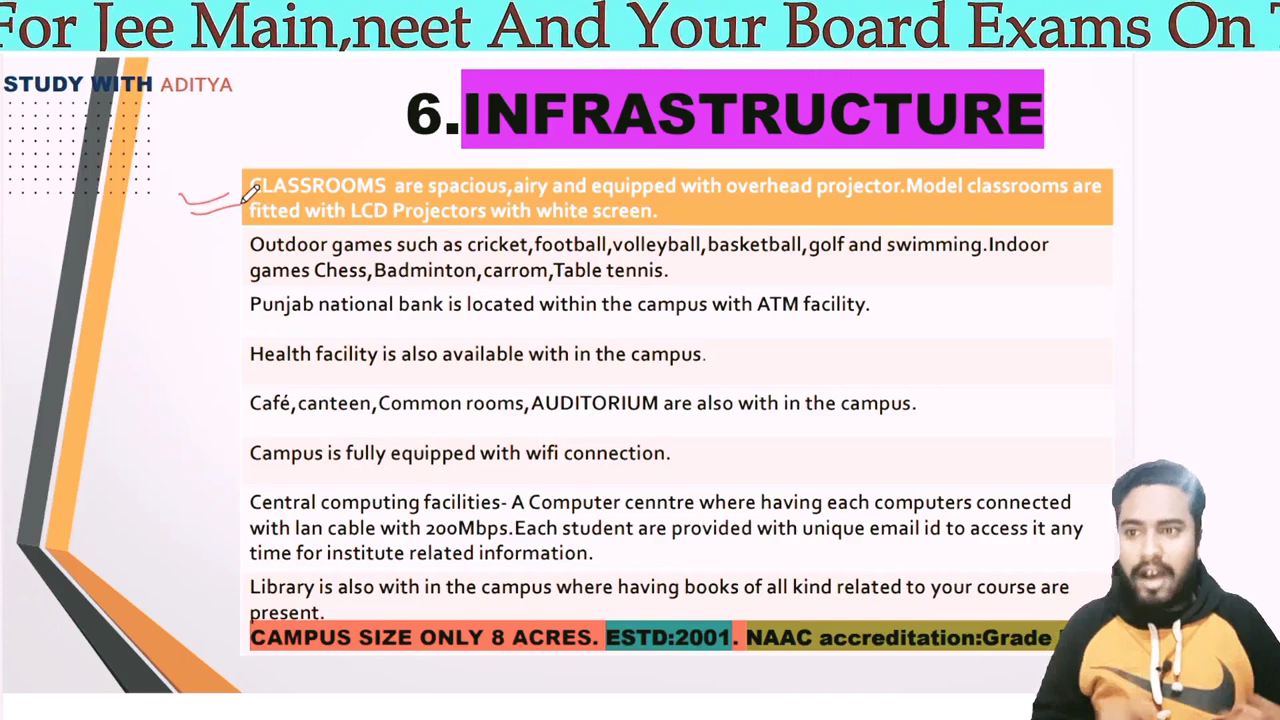 For Jee Main,neet And Your Board Exams On
STUDY WITH ADITYA
6.INFRASTRUCTURE
CLASSROOMS are spacious,airy and equipped with overhead projector.Model classrooms are
fitted with LCD Projectors with white screen.
Outdoor games such as cricket,football,volleyball,basketball,golf and swimming.Indoor
games Chess,Badminton,carrom,Table tennis.
Punjab national bank is located within the campus with ATM facility.
Health facility is also available with in the campus.
Café,canteen,Common rooms,AUDITORIUM are also with in the campus.
Campus is fully equipped with wifi connection.
Central computing facilities- A Computer cenntre where having each computers connected
with lan cable with 200Mbps.Each student are provided with unique email id to access it any
time for institute related information.
Library is also with in the campus where having books of all kind related to your course are
present.
CAMPUS SIZE ONLY 8 ACRES. ESTD:2001. NAAC accreditation:Grade